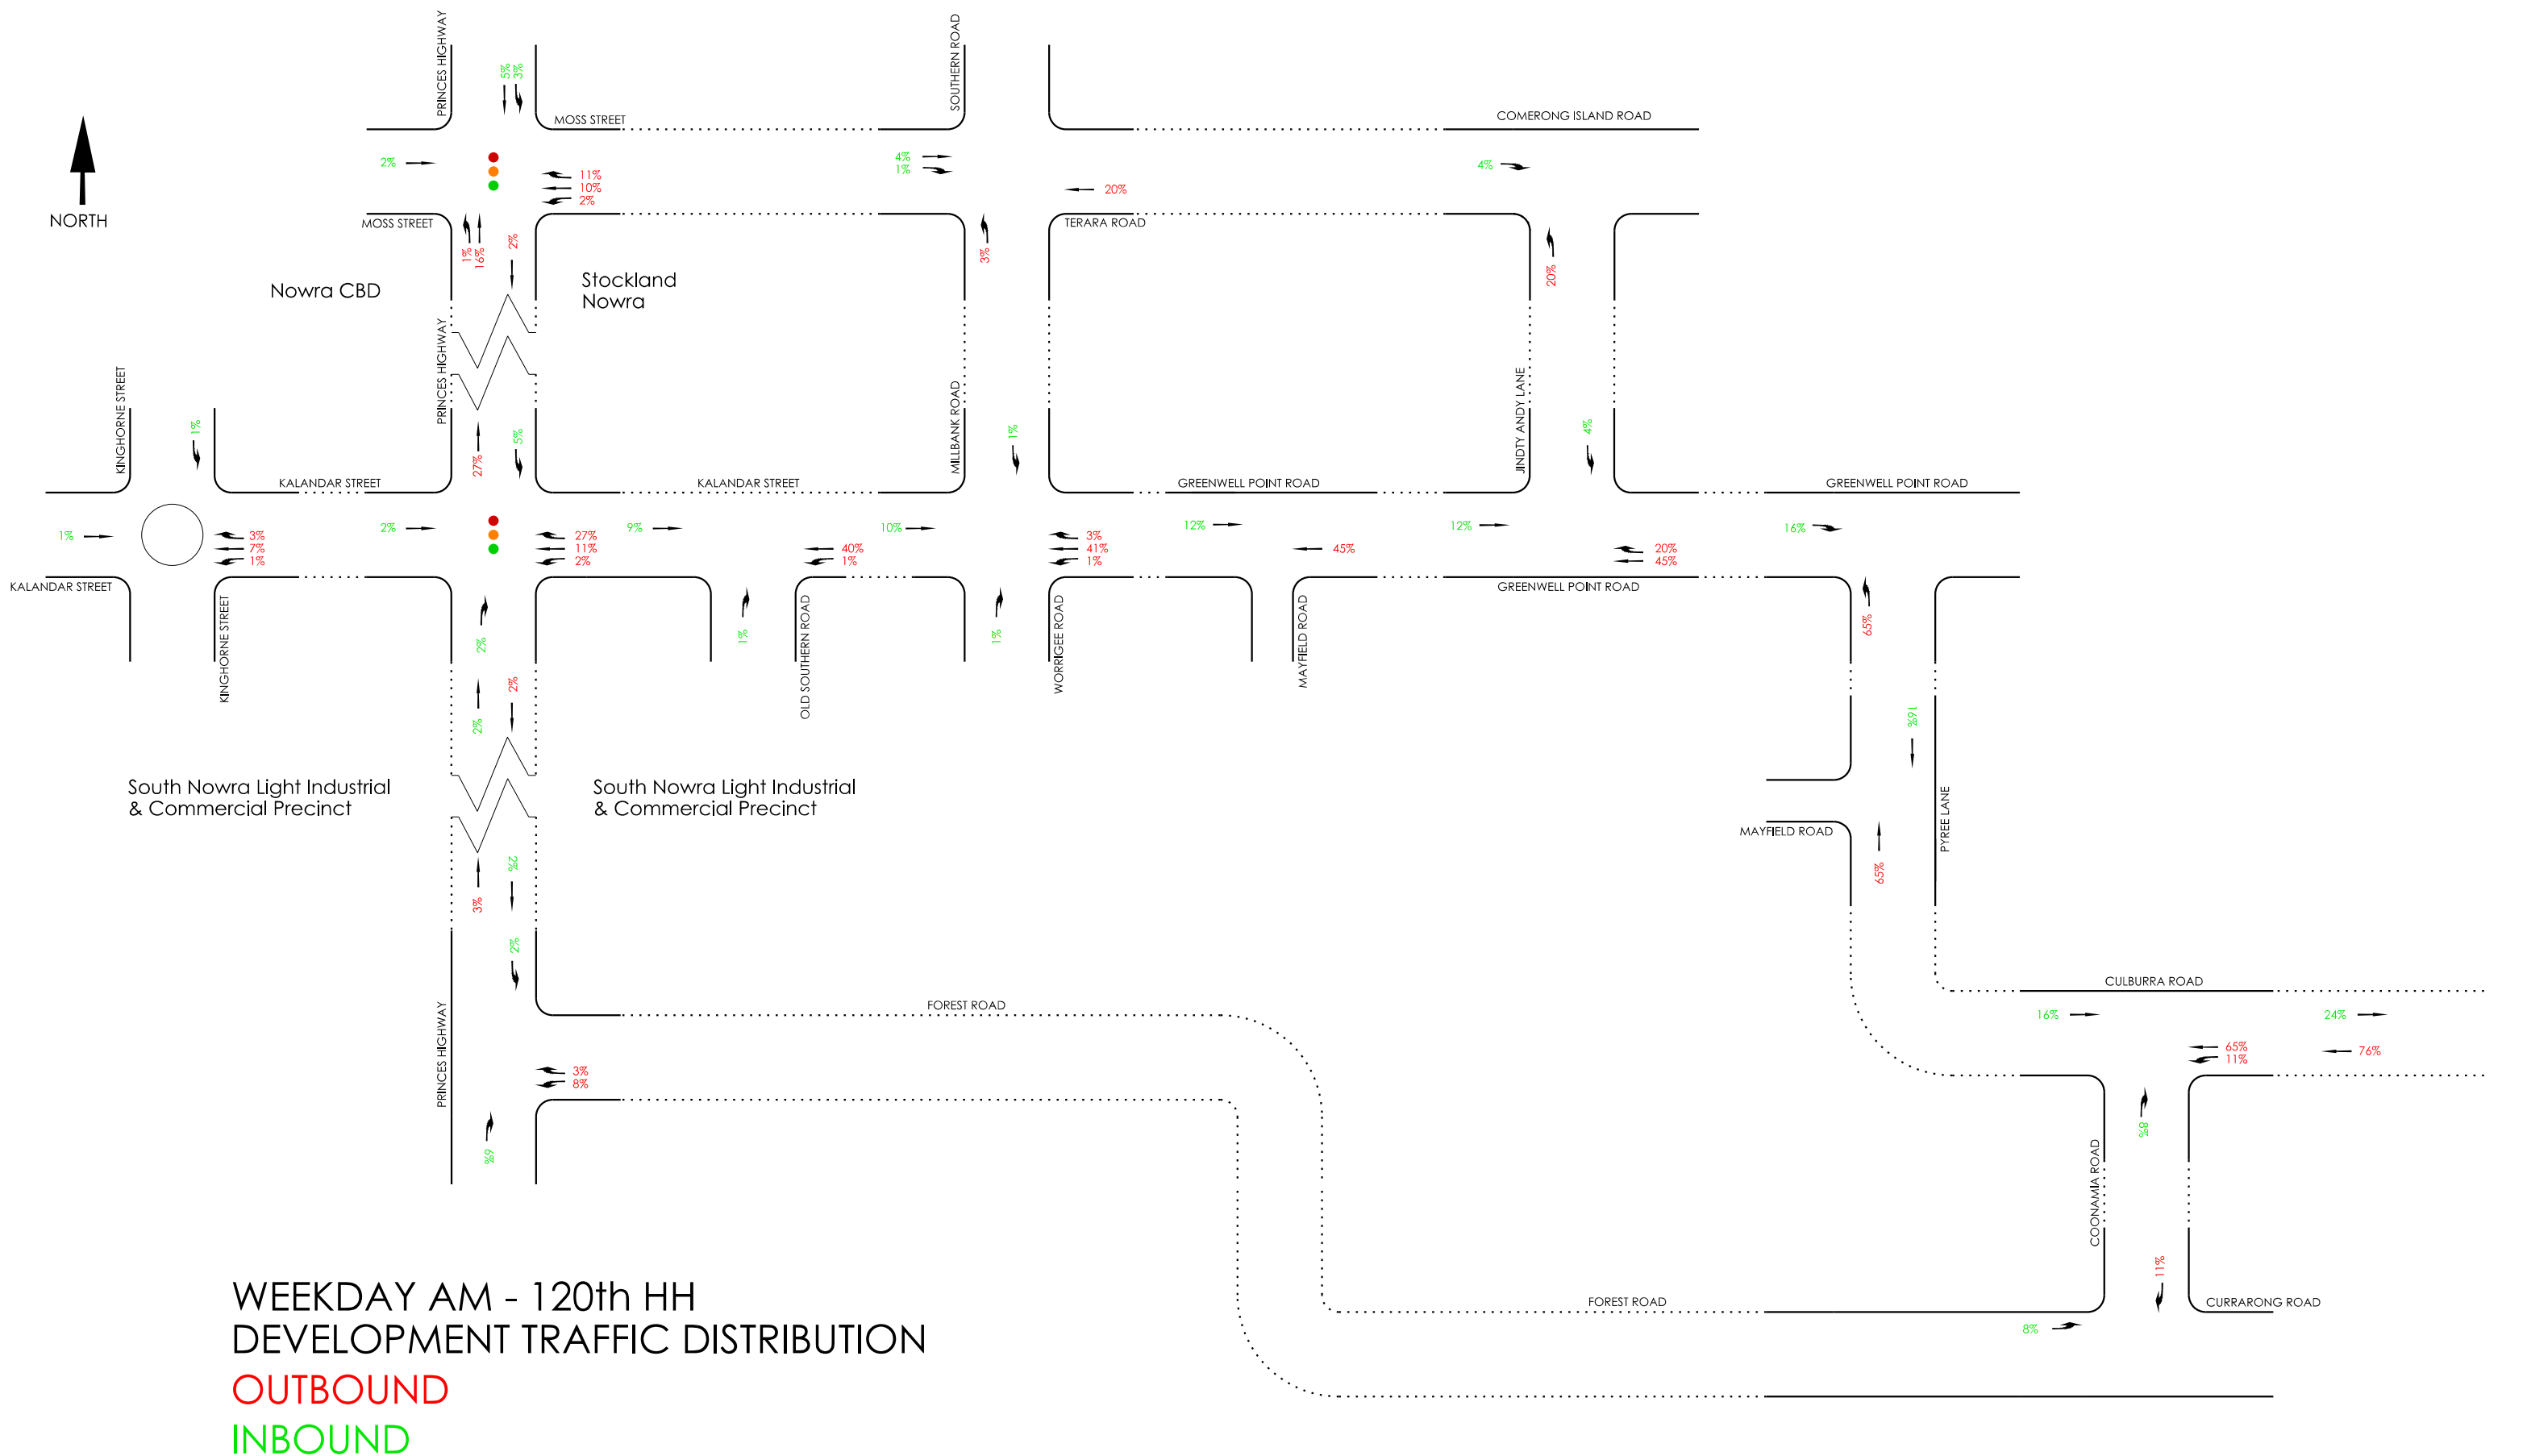 PRINCES HIGHWAY
5%
3%
SOUTHERN ROAD
MOSS STREET
COMERONG ISLAND ROAD
2%
4%
1%
4%
11%
10%
2%
20%
NORTH
MOSS STREET
TERARA ROAD
1%
16%
2%
3%
20%
Nowra CBD
Stockland
Nowra
PRINCES HIGHWAY
KINGHORNE STREET
1%
27%
5%
MILLBANK ROAD
1%
JINDTY ANDY LANE
4%
KALANDAR STREET
KALANDAR STREET
GREENWELL POINT ROAD
GREENWELL POINT ROAD
1%
2%
9%
10%
12%
12%
16%
3%
7%
1%
27%
11%
2%
40%
1%
3%
41%
1%
45%
20%
45%
KALANDAR STREET
GREENWELL POINT ROAD
KINGHORNE STREET
2%
1%
OLD SOUTHERN ROAD
1%
WORRIGEE ROAD
MAYFIELD ROAD
65%
2%
2%
16%
South Nowra Light Industrial
& Commercial Precinct
South Nowra Light Industrial
& Commercial Precinct
MAYFIELD ROAD
PYREE LANE
65%
2%
3%
2%
CULBURRA ROAD
FOREST ROAD
16%
24%
PRINCES HIGHWAY
65%
11%
76%
3%
8%
6%
8%
COONAMIA ROAD
11%
WEEKDAY AM - 120th HH
FOREST ROAD
CURRARONG ROAD
8%
DEVELOPMENT TRAFFIC DISTRIBUTION
OUTBOUND
INBOUND